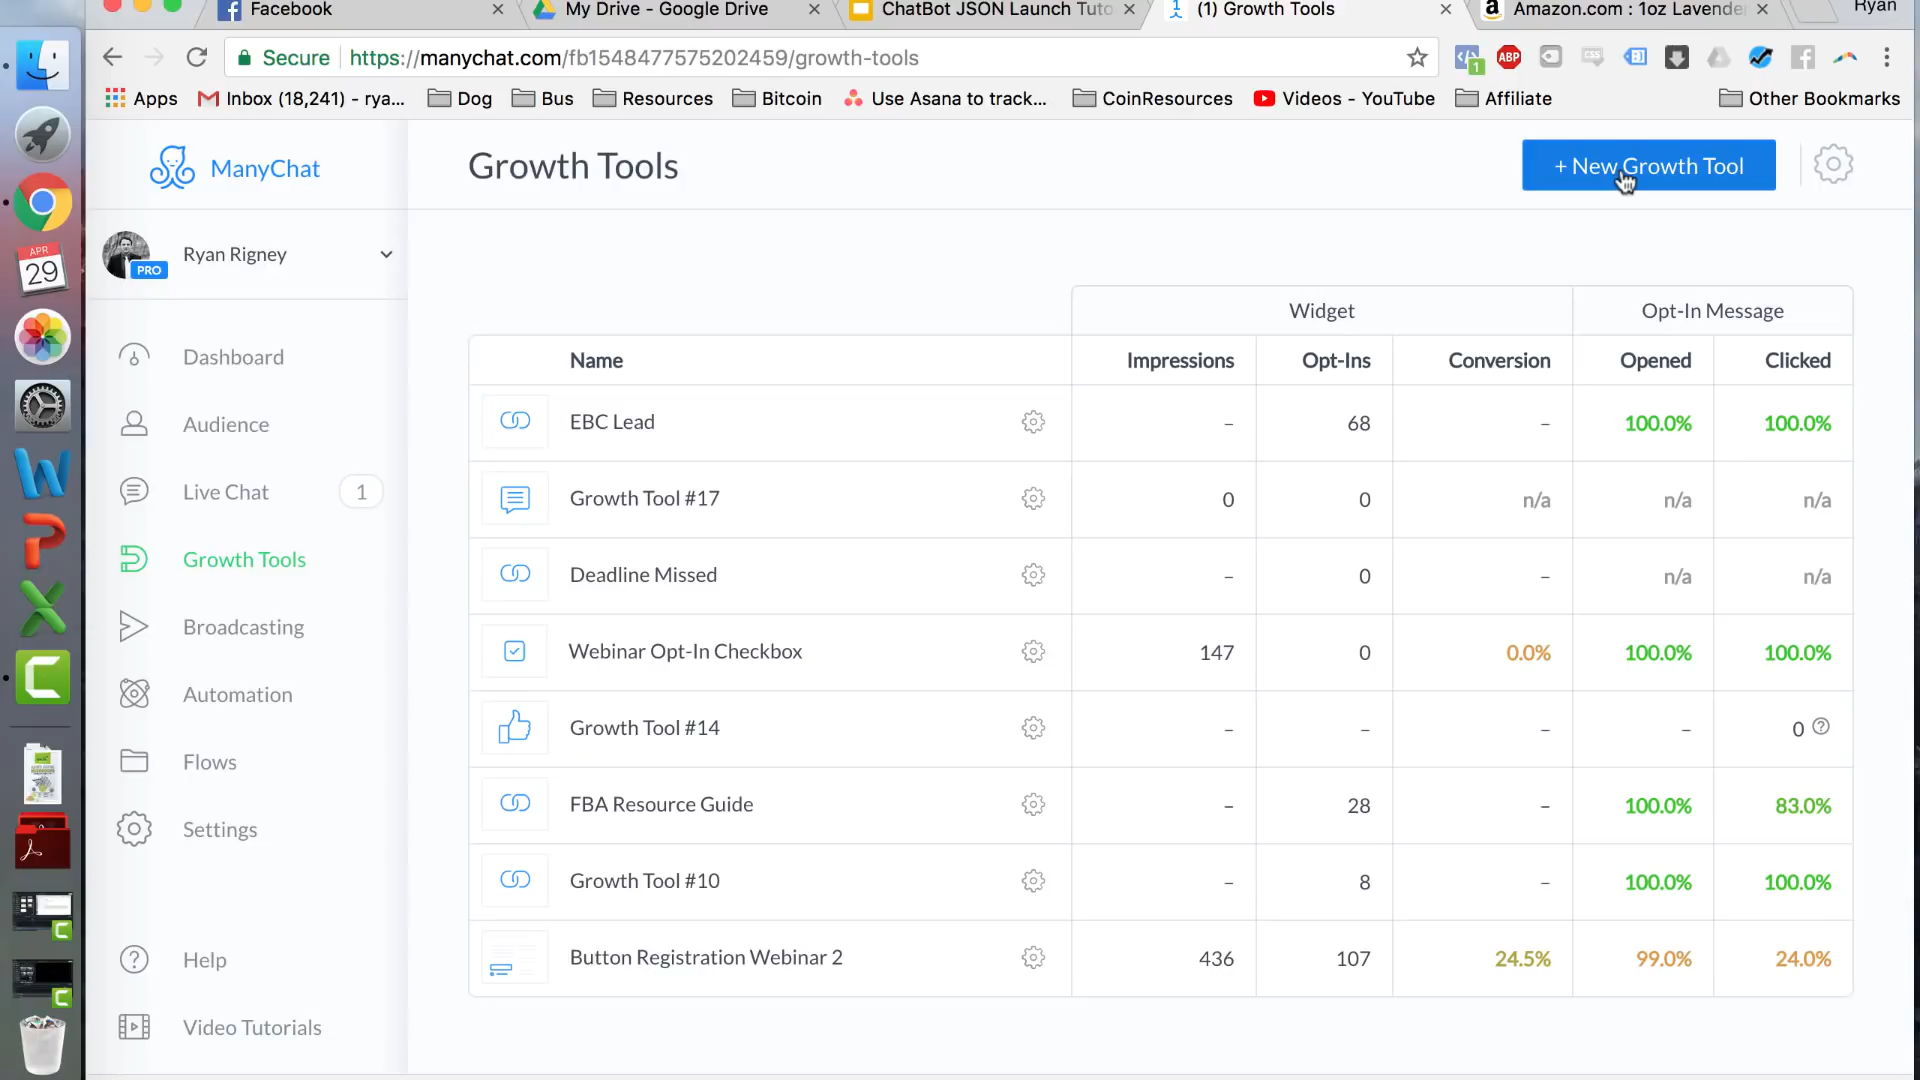 Facebook
My Drive - Google Drive
ChatBot JSON Launch Tuto
(1) Growth Tools
Amazon.com : 1oz Lavende
Ryan
Secure
https://manychat.com/fb1548477575202459/growth-tools
1
ABP
CSS
Apps
Inbox (18,241) - rya...
Dog
Bus
Resources
Bitcoin
Use Asana to track...
CoinResources
Videos - YouTube
Affiliate
Other Bookmarks
ManyChat
Growth Tools
+ New Growth Tool
Ryan Rigney
PRO
APR
29
Dashboard
Audience
Live Chat 1
Growth Tools
Broadcasting
Automation
Flows
Settings
Help
Video Tutorials
Widget Opt-In Message
Name Impressions Opt-Ins Conversion Opened Clicked
EBC Lead – 68 – 100.0% 100.0%
Growth Tool #17 0 0 n/a n/a n/a
Deadline Missed – 0 – n/a n/a
Webinar Opt-In Checkbox 147 0 0.0% 100.0% 100.0%
Growth Tool #14 – – – – 0 ?
FBA Resource Guide – 28 – 100.0% 83.0%
Growth Tool #10 – 8 – 100.0% 100.0%
Button Registration Webinar 2 436 107 24.5% 99.0% 24.0%